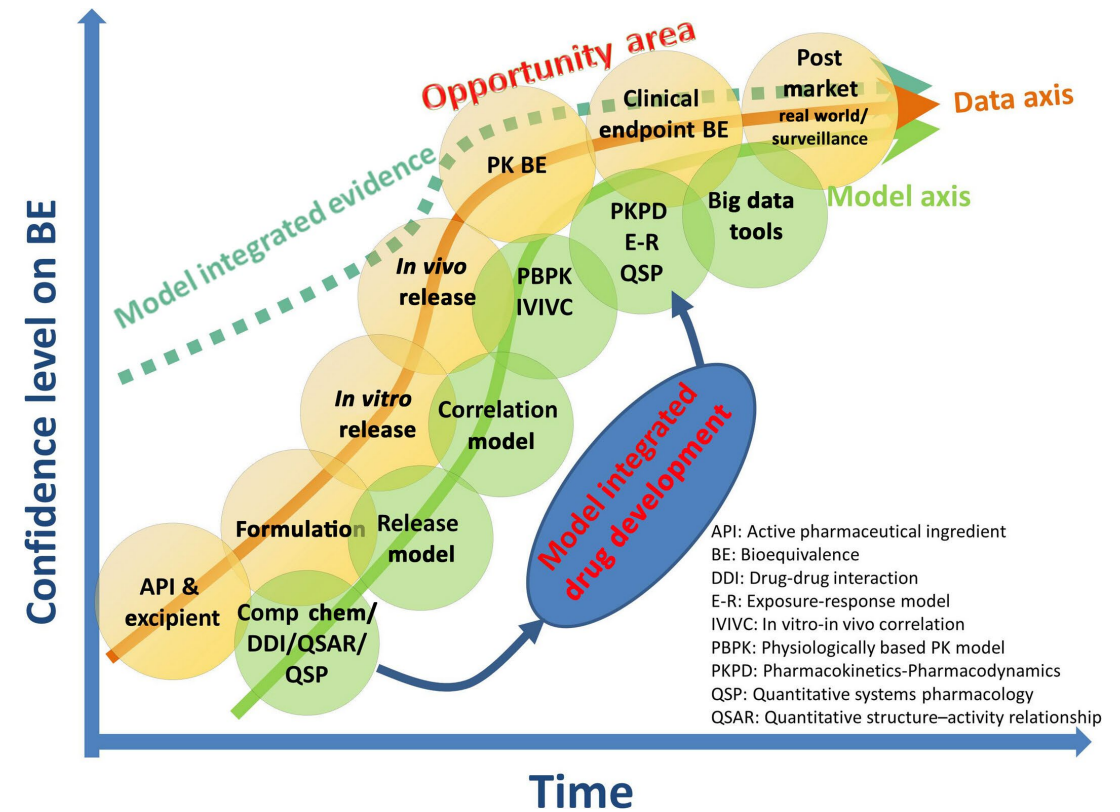 Confidence level on BE
Opportunity area
Model integrated evidence
Post
market
real world/
surveillance
Data axis
Clinical
endpoint BE
PK BE
Model axis
Big data
tools
PKPD
E-R
QSP
In vivo
release
PBPK
IVIVC
In vitro
release
Correlation
model
Formulation
Release
model
API &
excipient
Comp chem/
DDI/QSAR/
QSP
Model integrated
drug development
API: Active pharmaceutical ingredient
BE: Bioequivalence
DDI: Drug-drug interaction
E-R: Exposure-response model
IVIVC: In vitro-in vivo correlation
PBPK: Physiologically based PK model
PKPD: Pharmacokinetics-Pharmacodynamics
QSP: Quantitative systems pharmacology
QSAR: Quantitative structure–activity relationship
Time